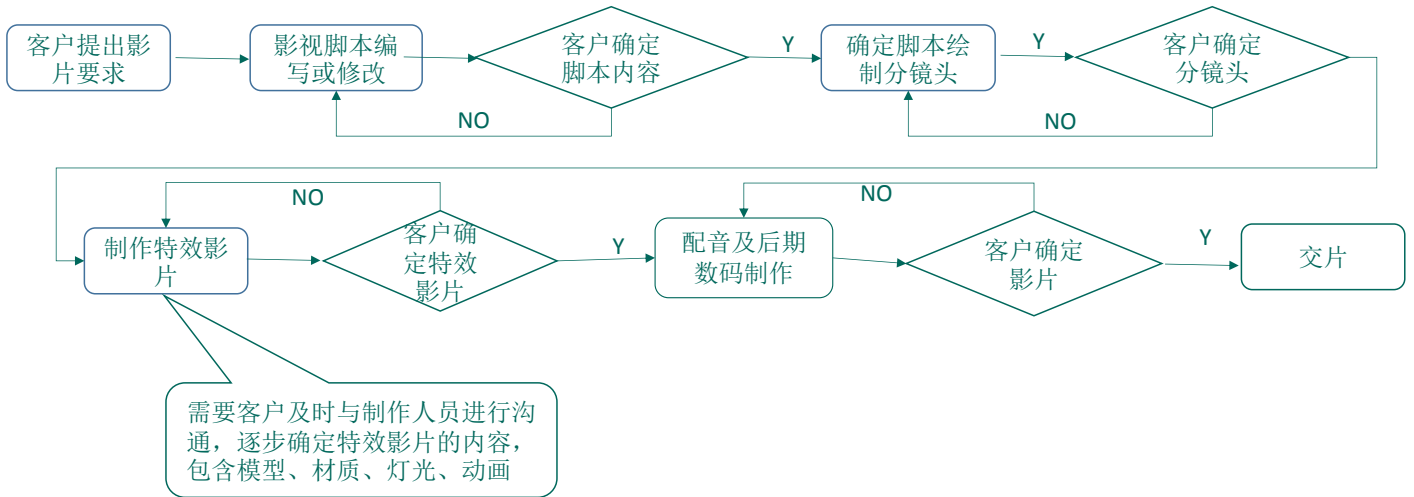 客户提出影
片要求
影视脚本编
写或修改
客户确定
脚本内容
Y
确定脚本绘
制分镜头
Y
客户确定
分镜头
NO
NO
NO
NO
制作特效影
片
客户确
定特效
影片
Y
配音及后期
数码制作
客户确定
影片
Y
交片
需要客户及时与制作人员进行沟
通，逐步确定特效影片的内容，
包含模型、材质、灯光、动画